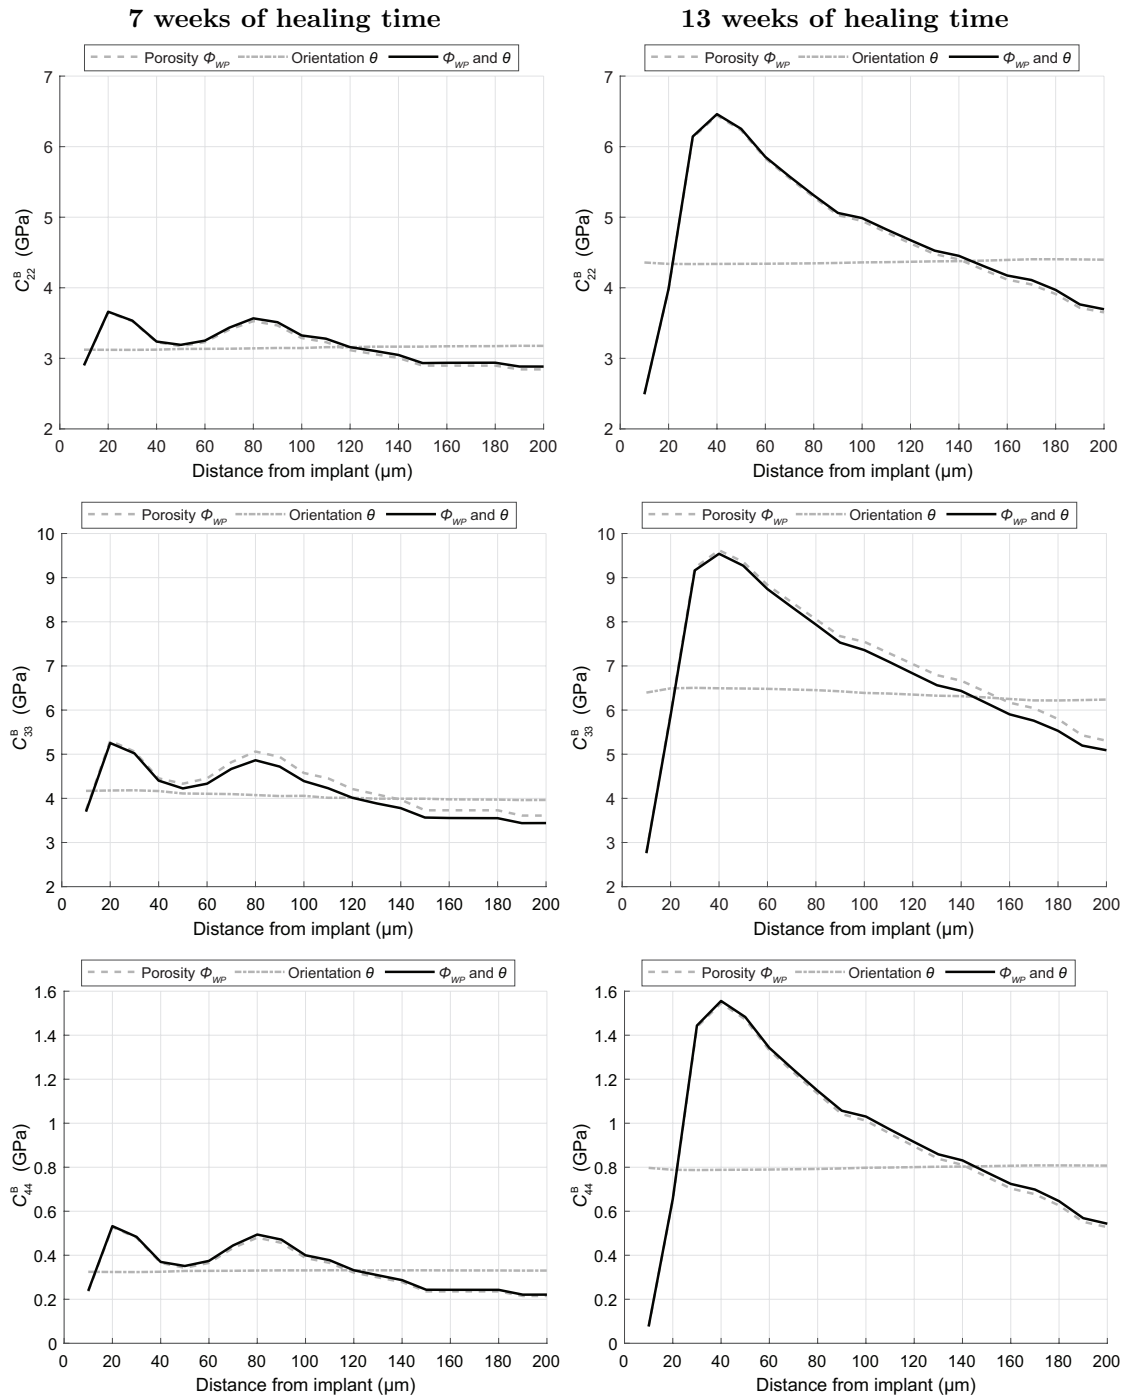 7 weeks of healing time
13 weeks of healing time
Porosity Φ_WP Orientation θ Φ_WP and θ
7
6
5
4
3
2
C^B_22 (GPa)
0 20 40 60 80 100 120 140 160 180 200
Distance from implant (µm)
Porosity Φ_WP Orientation θ Φ_WP and θ
7
6
5
4
3
2
C^B_22 (GPa)
0 20 40 60 80 100 120 140 160 180 200
Distance from implant (µm)
Porosity Φ_WP Orientation θ Φ_WP and θ
10
9
8
7
6
5
4
3
2
C^B_33 (GPa)
0 20 40 60 80 100 120 140 160 180 200
Distance from implant (µm)
Porosity Φ_WP Orientation θ Φ_WP and θ
10
9
8
7
6
5
4
3
2
C^B_33 (GPa)
0 20 40 60 80 100 120 140 160 180 200
Distance from implant (µm)
Porosity Φ_WP Orientation θ Φ_WP and θ
1.6
1.4
1.2
1
0.8
0.6
0.4
0.2
0
C^B_44 (GPa)
0 20 40 60 80 100 120 140 160 180 200
Distance from implant (µm)
Porosity Φ_WP Orientation θ Φ_WP and θ
1.6
1.4
1.2
1
0.8
0.6
0.4
0.2
0
C^B_44 (GPa)
0 20 40 60 80 100 120 140 160 180 200
Distance from implant (µm)